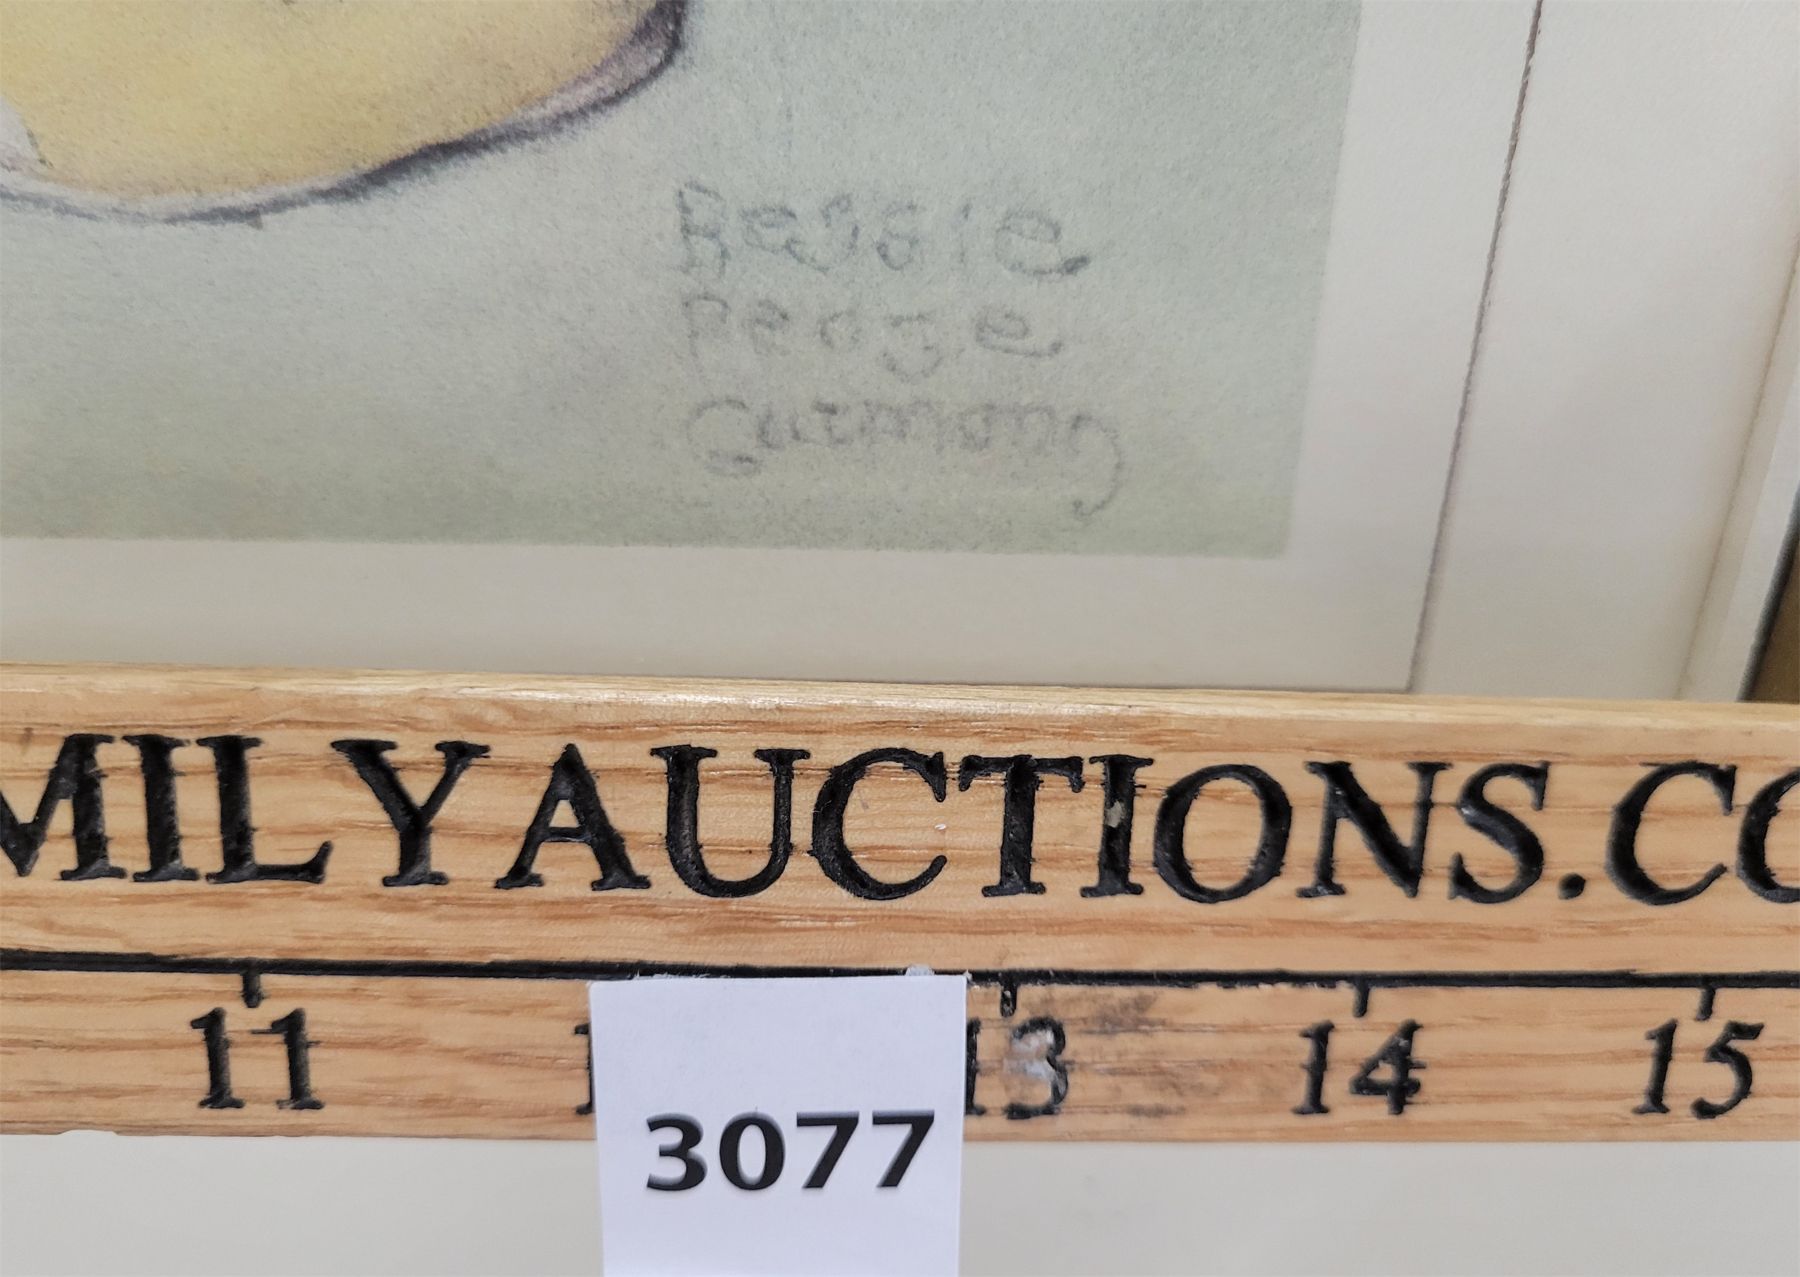 Bessie
Pease
Gutmann
MILYAUCTIONS.CO
11 13 14 15
3077